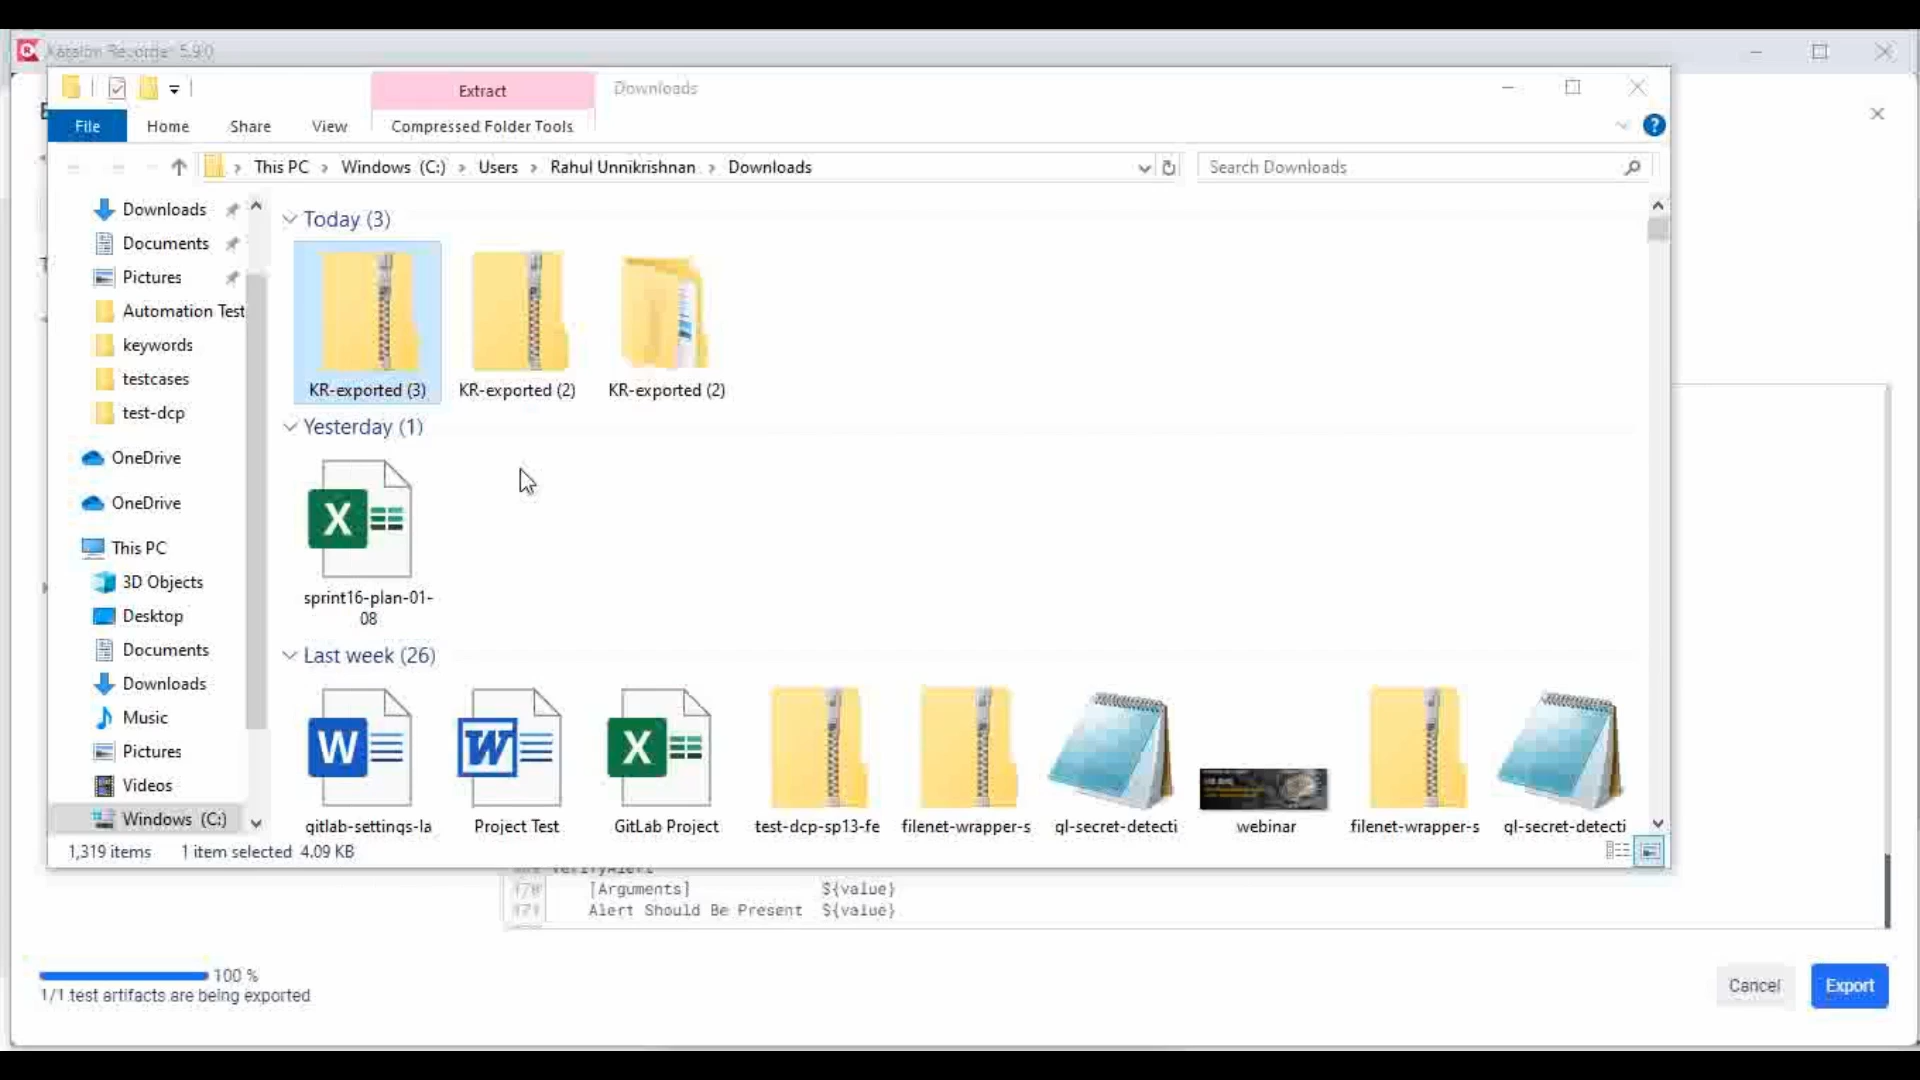 Katalon Recorder 5.9.0
Extract
Downloads
File
Home
Share
View
Compressed Folder Tools
This PC > Windows (C:) > Users > Rahul Unnikrishnan > Downloads
Search Downloads
Downloads
Documents
Pictures
Automation Test
keywords
testcases
test-dcp
OneDrive
OneDrive
This PC
3D Objects
Desktop
Documents
Downloads
Music
Pictures
Videos
Windows (C:)
Today (3)
KR-exported (3)
KR-exported (2)
KR-exported (2)
Yesterday (1)
sprint16-plan-01-
08
Last week (26)
gitlab-settings-la
Project Test
GitLab Project
test-dcp-sp13-fe
filenet-wrapper-s
gl-secret-detecti
webinar
filenet-wrapper-s
gl-secret-detecti
1,319 items
1 item selected 4.09 KB
170 [Arguments] ${value}
171 Alert Should Be Present ${value}
100 %
1/1 test artifacts are being exported
Cancel
Export